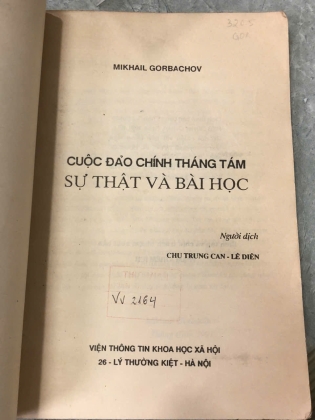 MIKHAIL GORBACHOV
CUỘC ĐẢO CHÍNH THÁNG TÁM
SỰ THẬT VÀ BÀI HỌC
Người dịch
CHU TRUNG CAN - LÊ DIÊN
VV 2164
VIỆN THÔNG TIN KHOA HỌC XÃ HỘI
26 - LÝ THƯỜNG KIỆT - HÀ NỘI